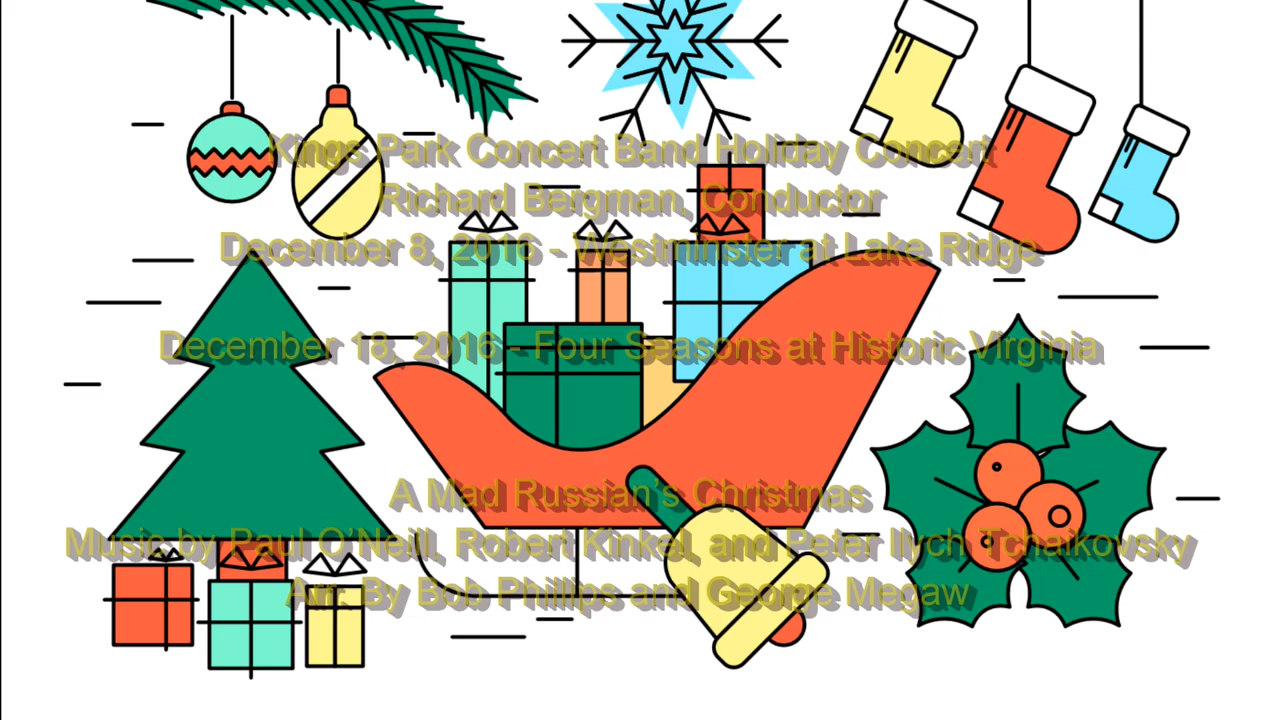 Kings Park Concert Band Holiday Concert
Richard Bergman, Conductor
December 8, 2016 - Westminster at Lake Ridge
December 18, 2016 - Four Seasons at Historic Virginia
A Mad Russian's Christmas
Music by Paul O'Neill, Robert Kinkel, and Peter Ilych Tchaikovsky
Arr. By Bob Phillips and George Megaw